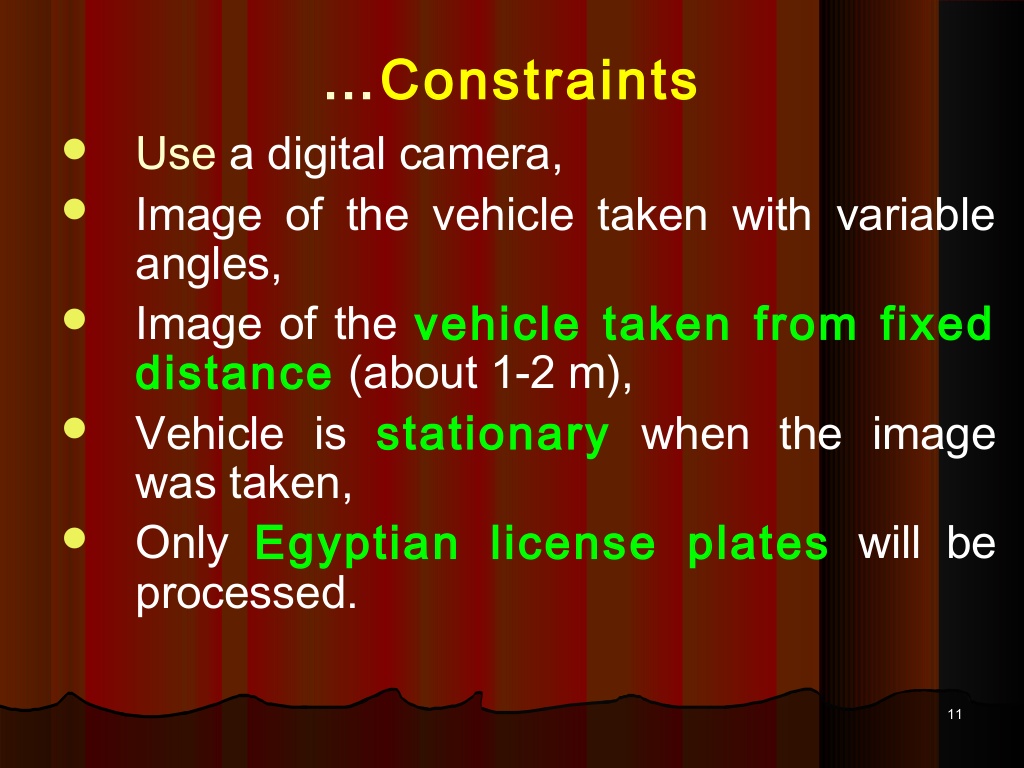 ...Constraints
Use a digital camera,
Image of the vehicle taken with variable
angles,
Image of the vehicle taken from fixed
distance (about 1-2 m),
Vehicle is stationary when the image
was taken,
Only Egyptian license plates will be
processed.
11